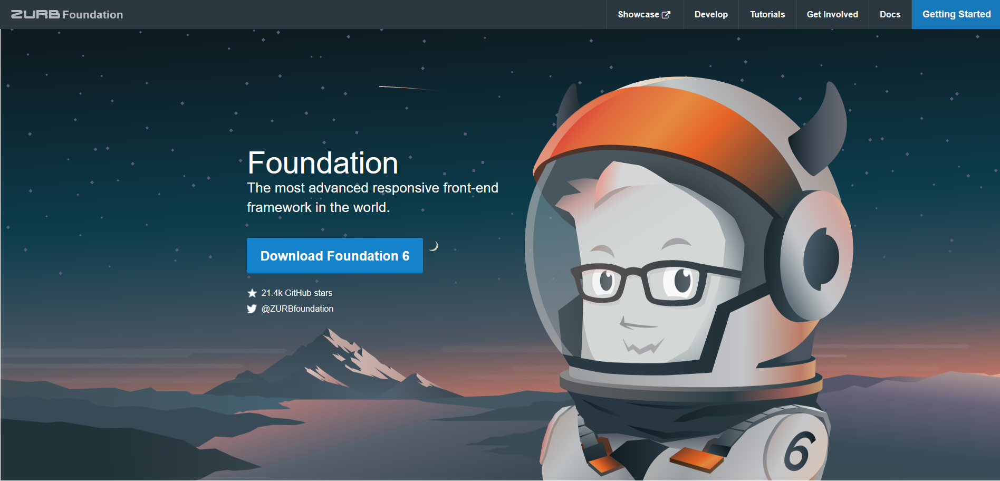 ZURB Foundation
Showcase
Develop
Tutorials
Get Involved
Docs
Getting Started
Foundation
The most advanced responsive front-end
framework in the world.
Download Foundation 6
21.4k GitHub stars
@ZURBfoundation
6